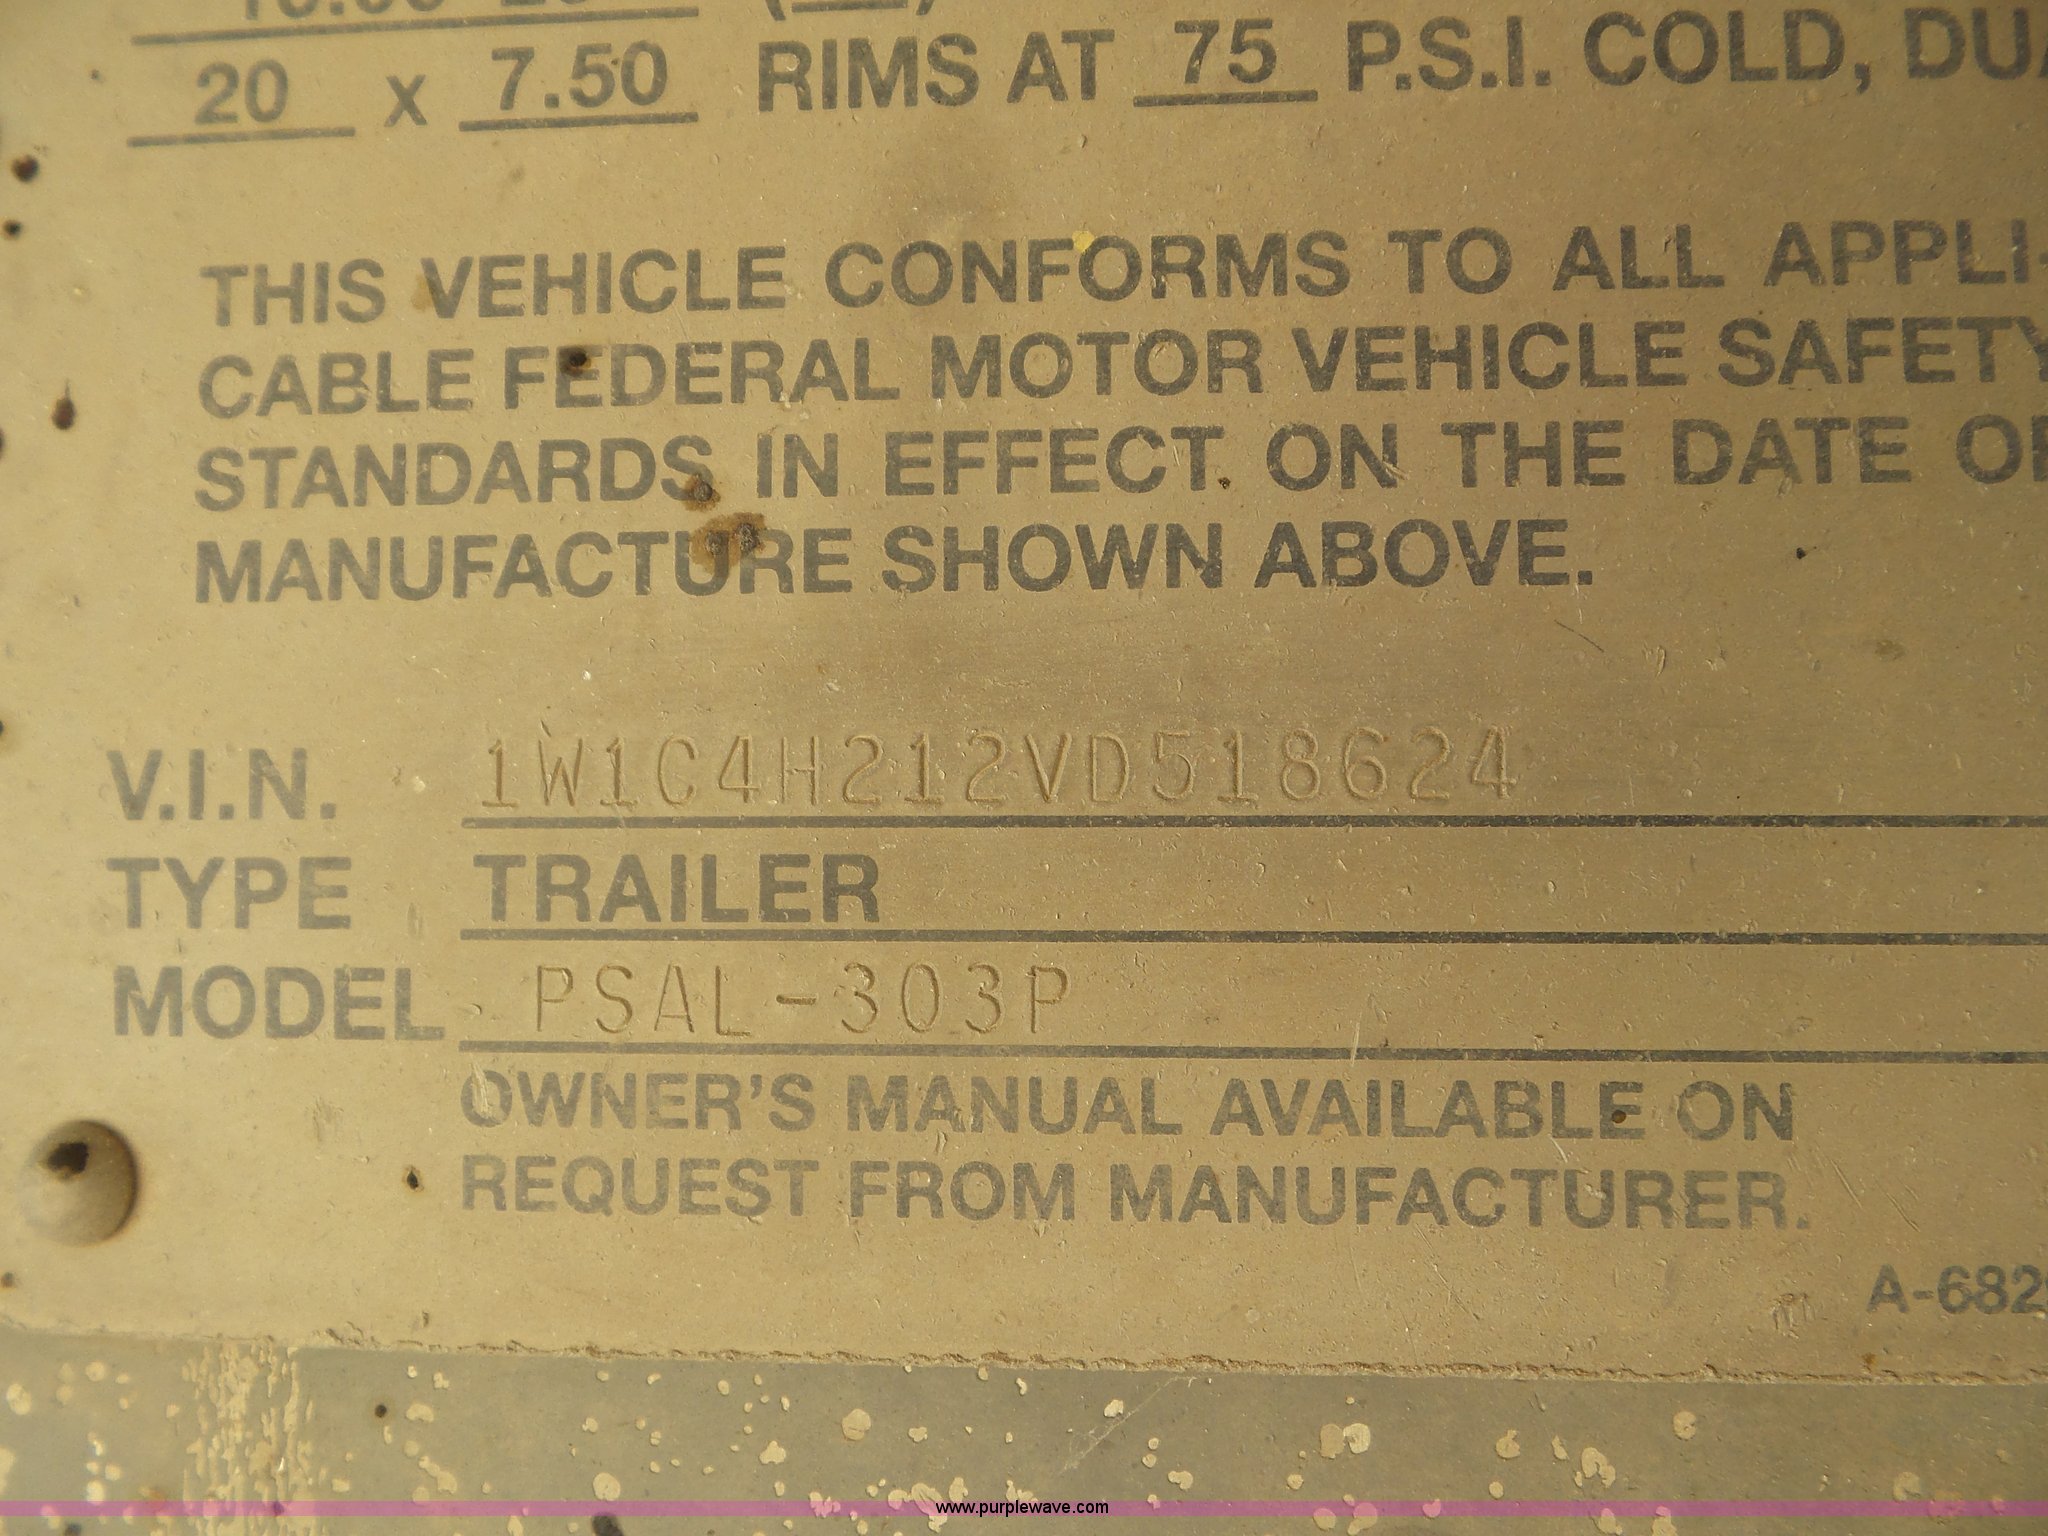 20 x 7.50 RIMS AT 75 P.S.I. COLD,
THIS VEHICLE CONFORMS TO ALL APPLI-
CABLE FEDERAL MOTOR VEHICLE SAFETY
STANDARDS IN EFFECT ON THE DATE OF
MANUFACTURE SHOWN ABOVE.
V.I.N. 1W1C4H212VD518624
TYPE TRAILER
MODEL PSAL-303P
OWNER'S MANUAL AVAILABLE ON
REQUEST FROM MANUFACTURER.
www.purplewave.com